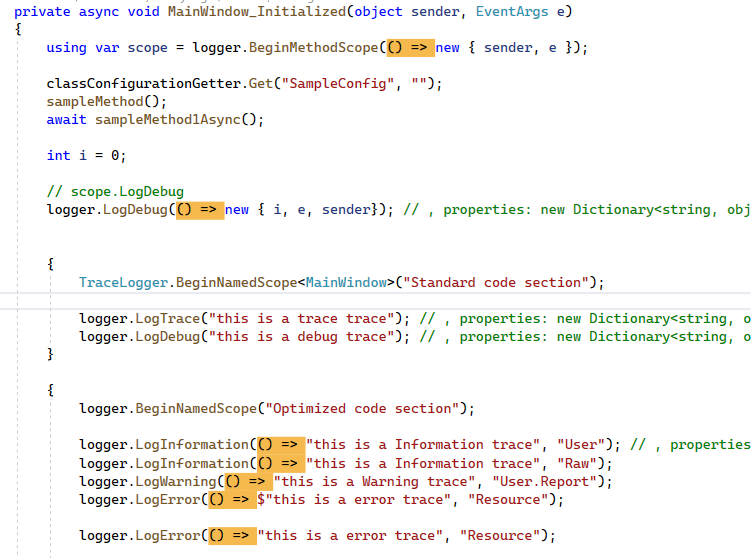 private async void MainWindow_Initialized(object sender, EventArgs e)
{
using var scope = logger.BeginMethodScope(() => new { sender, e });
classConfigurationGetter.Get("SampleConfig", "");
sampleMethod();
await sampleMethod1Async();
int i = 0;
// scope.LogDebug
logger.LogDebug(() => new { i, e, sender}); // , properties: new Dictionary<string, obj
{
TraceLogger.BeginNamedScope<MainWindow>("Standard code section");
logger.LogTrace("this is a trace trace"); // , properties: new Dictionary<string, o
logger.LogDebug("this is a debug trace"); // , properties: new Dictionary<string, o
}
{
logger.BeginNamedScope("Optimized code section");
logger.LogInformation(() => "this is a Information trace", "User"); // , properties
logger.LogInformation(() => "this is a Information trace", "Raw");
logger.LogWarning(() => "this is a Warning trace", "User.Report");
logger.LogError(() => $"this is a error trace", "Resource");
logger.LogError(() => "this is a error trace", "Resource");